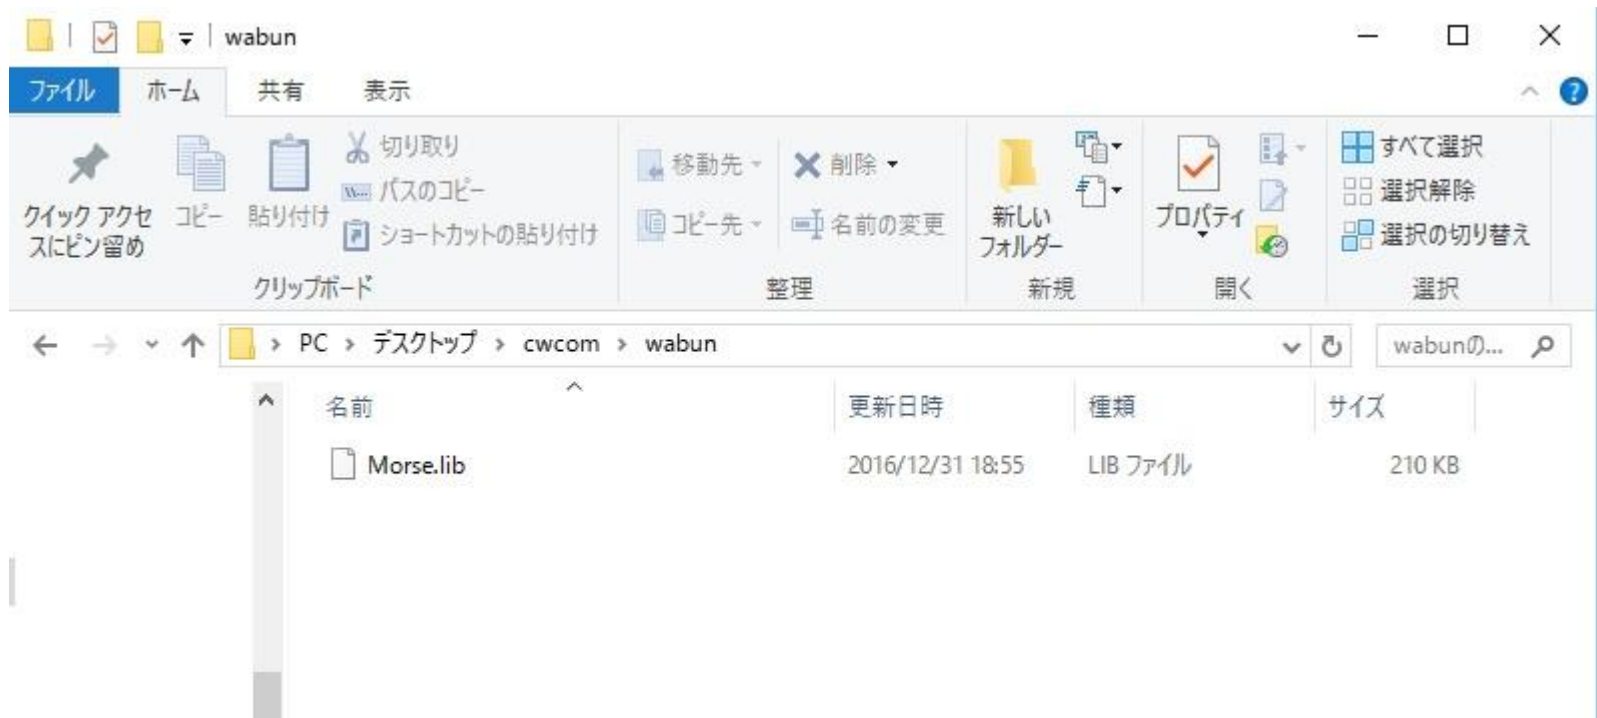 wabun
ファイル ホーム 共有 表示
クイック アクセスにピン留め
コピー
貼り付け
切り取り
パスのコピー
ショートカットの貼り付け
クリップボード
移動先
コピー先
削除
名前の変更
整理
新しい
フォルダー
新規
プロパティ
開く
すべて選択
選択解除
選択の切り替え
選択
PC デスクトップ cwcom wabun
wabunの...
名前 更新日時 種類 サイズ
Morse.lib 2016/12/31 18:55 LIB ファイル 210 KB